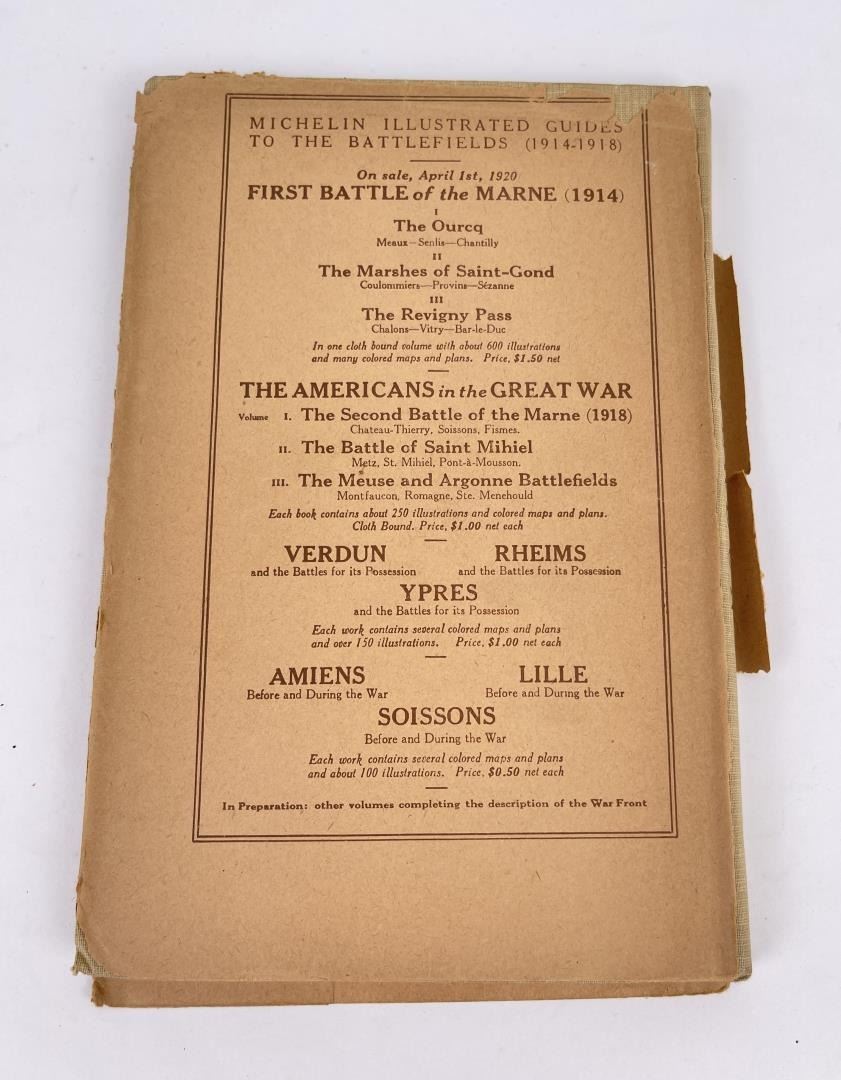 MICHELIN ILLUSTRATED GUIDES
TO THE BATTLEFIELDS (1914-1918)
On sale, April 1st, 1920
FIRST BATTLE of the MARNE (1914)
I
The Ourcq
Meaux—Senlis—Chantilly
II
The Marshes of Saint-Gond
Coulommiers—Provins—Sézanne
III
The Revigny Pass
Chalons—Vitry—Bar-le-Duc
In one cloth bound volume with about 600 illustrations
and many colored maps and plans. Price, $1.50 net
THE AMERICANS in the GREAT WAR
Volume I. The Second Battle of the Marne (1918)
Chateau-Thierry, Soissons, Fismes.
II. The Battle of Saint Mihiel
Metz, St. Mihiel, Pont-à-Mousson.
III. The Meuse and Argonne Battlefields
Montfaucon, Romagne, Ste. Menehould
Each book contains about 250 illustrations and colored maps and plans.
Cloth Bound. Price, $1.00 net each
VERDUN RHEIMS
and the Battles for its Possession and the Battles for its Possession
YPRES
and the Battles for its Possession
Each work contains several colored maps and plans
and over 150 illustrations. Price, $1.00 net each
AMIENS LILLE
Before and During the War Before and During the War
SOISSONS
Before and During the War
Each work contains several colored maps and plans
and about 100 illustrations. Price, $0.50 net each
In Preparation: other volumes completing the description of the War Front